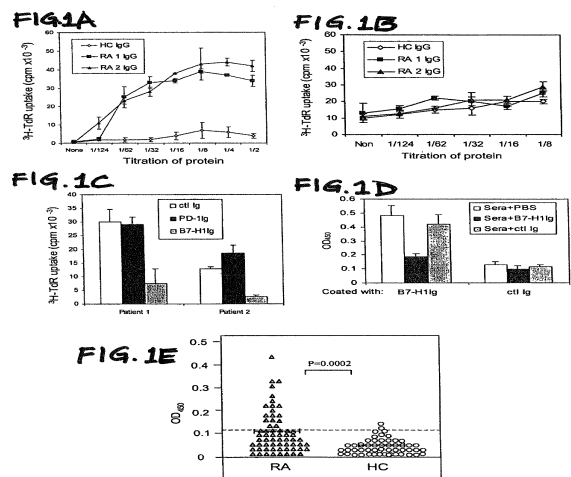 FIG.1A
FIG.1B
³H-TdR uptake (cpm x10⁻³)
60
50
40
30
20
10
0
HC IgG
RA 1 IgG
RA 2 IgG
None 1/124 1/62 1/32 1/16 1/8 1/4 1/2
Titration of protein
³H-TdR uptake (cpm x10⁻³)
60
50
40
30
20
10
0
HC IgG
RA 1 IgG
RA 2 IgG
Non 1/124 1/62 1/32 1/16 1/8
Titration of protein
FIG.1C
FIG.1D
³H-TdR uptake (cpm x10⁻³)
40
35
30
25
20
15
10
5
0
ctl Ig
PD-1Ig
B7-H1Ig
Patient 1 Patient 2
OD450
0.6
0.5
0.4
0.3
0.2
0.1
0
Sera+PBS
Sera+B7-H1Ig
Sera+ctl Ig
Coated with: B7-H1Ig ctl Ig
FIG.1E
OD450
0.5
0.4
0.3
0.2
0.1
0
P=0.0002
RA HC